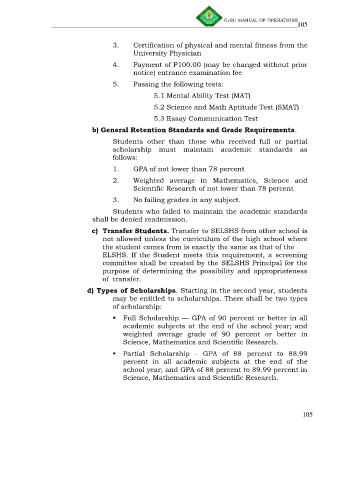 CvSU MANUAL OF OPERATIONS
105
3. Certification of physical and mental fitness from the
University Physician
4. Payment of P100.00 (may be changed without prior
notice) entrance examination fee
5. Passing the following tests:
5.1 Mental Ability Test (MAT)
5.2 Science and Math Aptitude Test (SMAT)
5.3 Essay Communication Test
b) General Retention Standards and Grade Requirements.
Students other than those who received full or partial
scholarship must maintain academic standards as
follows:
1. GPA of not lower than 78 percent
2. Weighted average in Mathematics, Science and
Scientific Research of not lower than 78 percent
3. No failing grades in any subject.
Students who failed to maintain the academic standards
shall be denied readmission.
c) Transfer Students. Transfer to SELSHS from other school is
not allowed unless the curriculum of the high school where
the student comes from is exactly the same as that of the
ELSHS. If the Student meets this requirement, a screening
committee shall be created by the SELSHS Principal for the
purpose of determining the possibility and appropriateness
of transfer.
d) Types of Scholarships. Starting in the second year, students
may be entitled to scholarships. There shall be two types
of scholarship:
▪ Full Scholarship — GPA of 90 percent or better in all
academic subjects at the end of the school year; and
weighted average grade of 90 percent or better in
Science, Mathematics and Scientific Research.
▪ Partial Scholarship - GPA of 88 percent to 88.99
percent in all academic subjects at the end of the
school year; and GPA of 88 percent to 89.99 percent in
Science, Mathematics and Scientific Research.
105